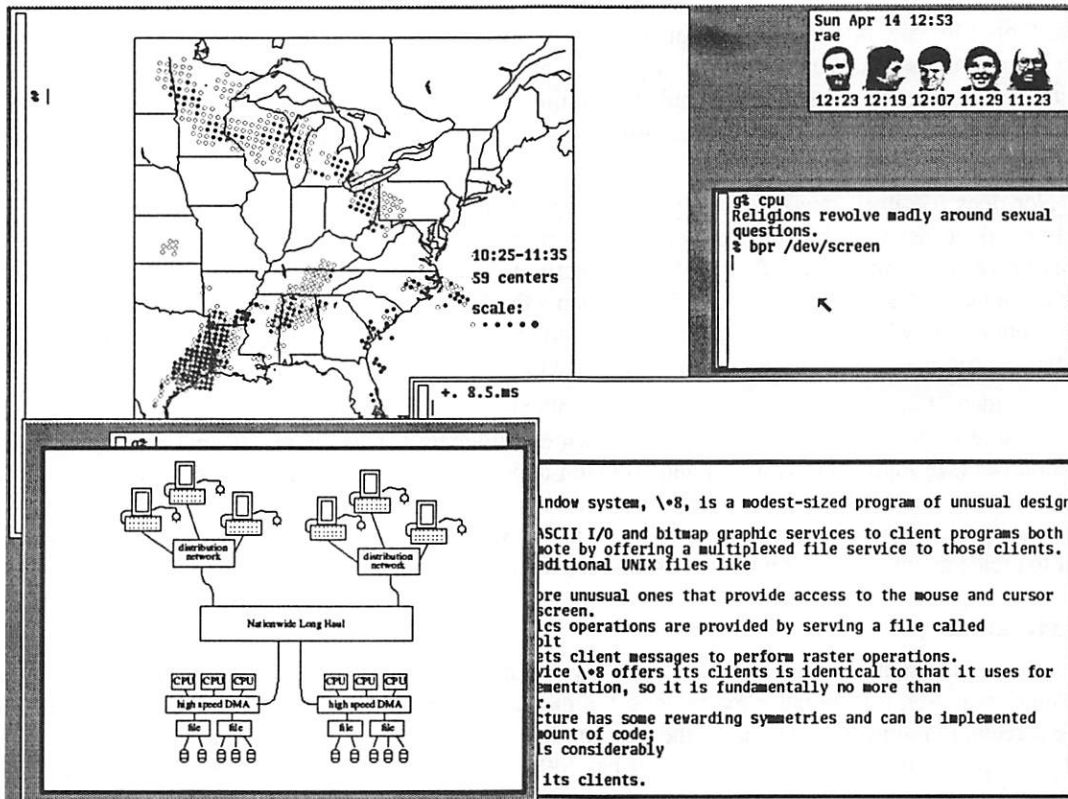 Sun Apr 14 12:53
rae
12:23 12:19 12:07 11:29 11:23
% |
g% cpu
Religions revolve madly around sexual
questions.
% bpr /dev/screen
10:25-11:35
59 centers
scale:
+. 8.5.ms
g% |
distribution
network
distribution
network
Nationwide Long Haul
CPU CPU CPU
CPU CPU CPU
high speed DMA
high speed DMA
file file
file file
indow system, \*8, is a modest-sized program of unusual design
ASCII I/O and bitmap graphic services to client programs both
mote by offering a multiplexed file service to those clients.
aditional UNIX files like
ore unusual ones that provide access to the mouse and cursor
screen.
ics operations are provided by serving a file called
olt
ets client messages to perform raster operations.
vice \*8 offers its clients is identical to that it uses for
ementation, so it is fundamentally no more than
r.
cture has some rewarding symmetries and can be implemented
mount of code;
is considerably
its clients.